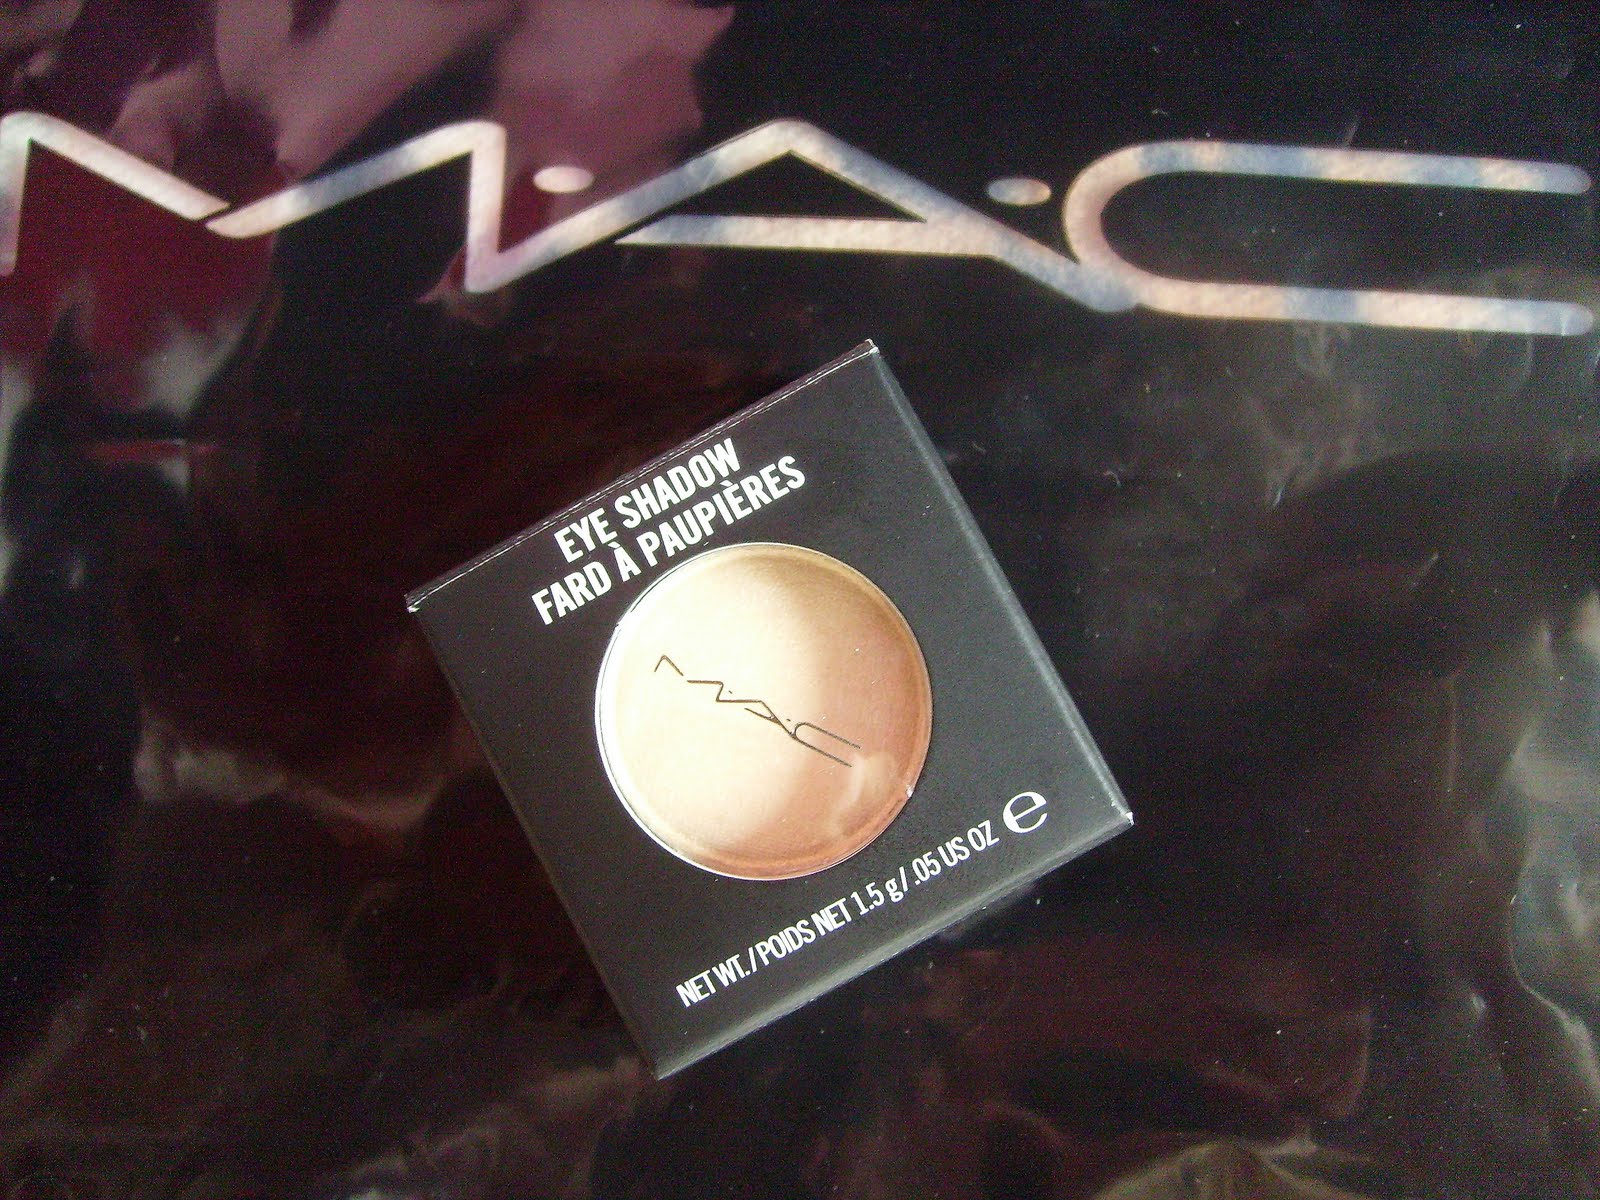 M·A·C
EYE SHADOW
FARD À PAUPIÈRES
M·A·C
NET WT./POIDS NET 1.5 g/.05 US OZ ℮